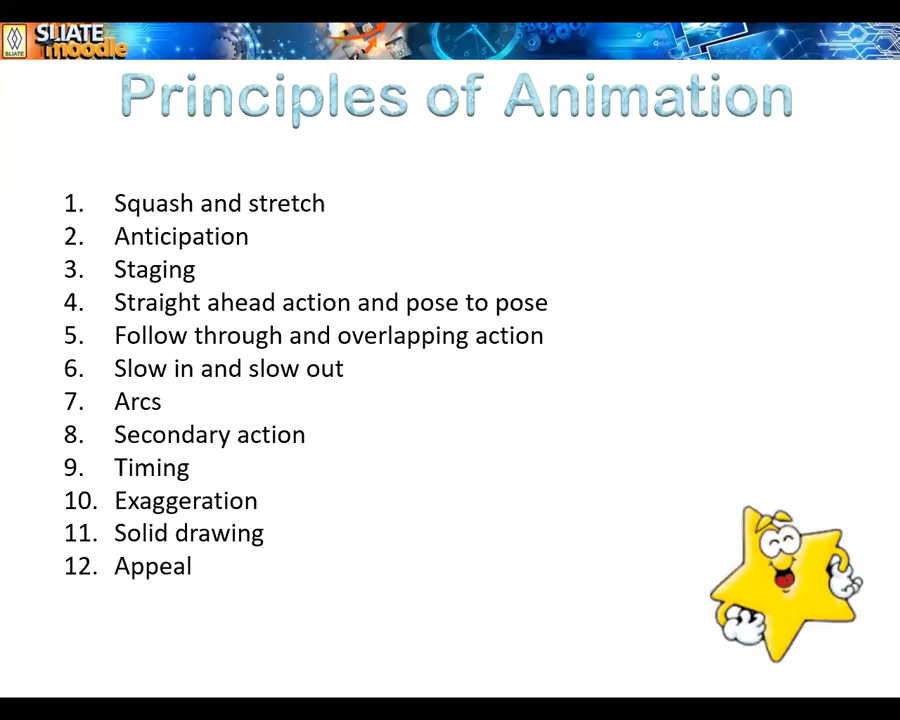 SLIATE
SLIATE
moodle
Principles of Animation
1. Squash and stretch
2. Anticipation
3. Staging
4. Straight ahead action and pose to pose
5. Follow through and overlapping action
6. Slow in and slow out
7. Arcs
8. Secondary action
9. Timing
10. Exaggeration
11. Solid drawing
12. Appeal